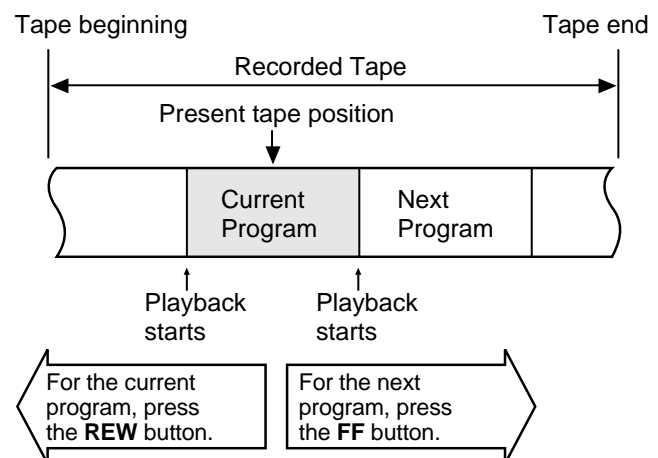 Tape beginning
Tape end
Recorded Tape
Present tape position
Current
Program
Next
Program
Playback
starts
Playback
starts
For the current
program, press
the REW button.
For the next
program, press
the FF button.